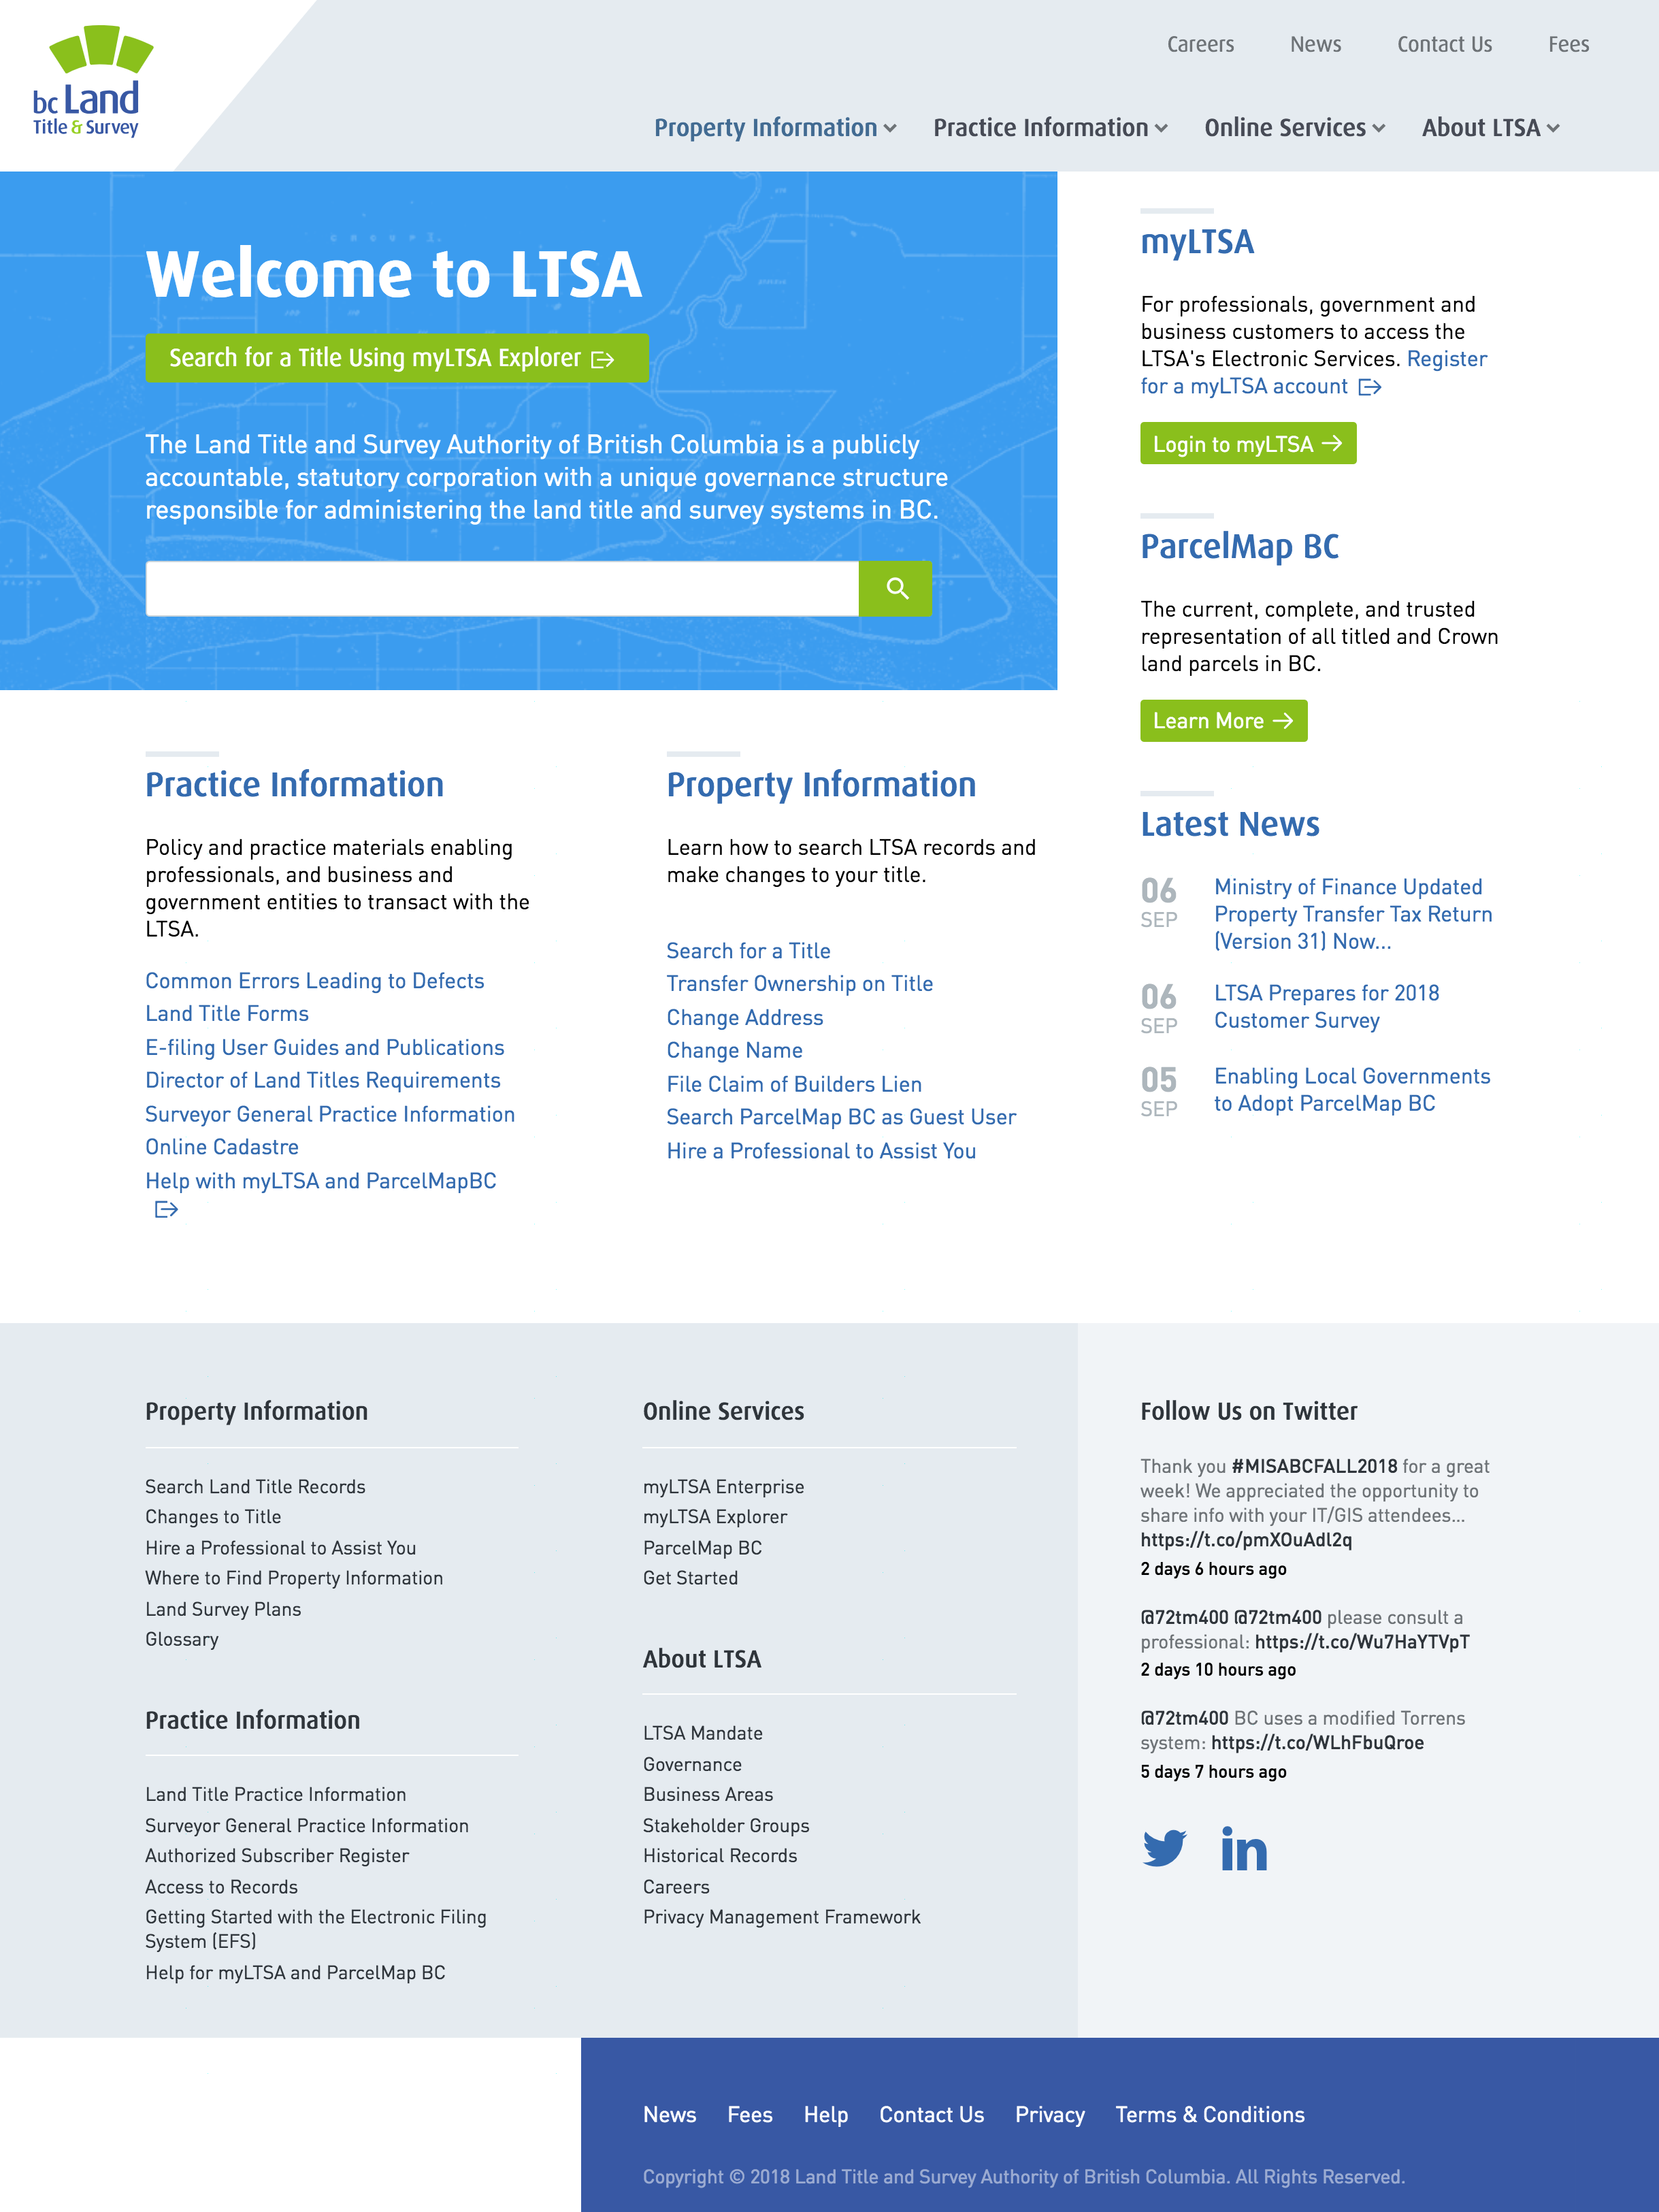 bc Land
Title & Survey
Careers News Contact Us Fees
Property Information Practice Information Online Services About LTSA
Welcome to LTSA
Search for a Title Using myLTSA Explorer
The Land Title and Survey Authority of British Columbia is a publicly
accountable, statutory corporation with a unique governance structure
responsible for administering the land title and survey systems in BC.
myLTSA
For professionals, government and
business customers to access the
LTSA's Electronic Services. Register
for a myLTSA account
Login to myLTSA
ParcelMap BC
The current, complete, and trusted
representation of all titled and Crown
land parcels in BC.
Learn More
Latest News
06
SEP
Ministry of Finance Updated
Property Transfer Tax Return
(Version 31) Now...
06
SEP
LTSA Prepares for 2018
Customer Survey
05
SEP
Enabling Local Governments
to Adopt ParcelMap BC
Practice Information
Policy and practice materials enabling
professionals, and business and
government entities to transact with the
LTSA.
Common Errors Leading to Defects
Land Title Forms
E-filing User Guides and Publications
Director of Land Titles Requirements
Surveyor General Practice Information
Online Cadastre
Help with myLTSA and ParcelMapBC
Property Information
Learn how to search LTSA records and
make changes to your title.
Search for a Title
Transfer Ownership on Title
Change Address
Change Name
File Claim of Builders Lien
Search ParcelMap BC as Guest User
Hire a Professional to Assist You
Property Information
Search Land Title Records
Changes to Title
Hire a Professional to Assist You
Where to Find Property Information
Land Survey Plans
Glossary
Practice Information
Land Title Practice Information
Surveyor General Practice Information
Authorized Subscriber Register
Access to Records
Getting Started with the Electronic Filing
System (EFS)
Help for myLTSA and ParcelMap BC
Online Services
myLTSA Enterprise
myLTSA Explorer
ParcelMap BC
Get Started
About LTSA
LTSA Mandate
Governance
Business Areas
Stakeholder Groups
Historical Records
Careers
Privacy Management Framework
Follow Us on Twitter
Thank you #MISABCFALL2018 for a great
week! We appreciated the opportunity to
share info with your IT/GIS attendees...
https://t.co/pmXOuAdl2q
2 days 6 hours ago
@72tm400 @72tm400 please consult a
professional: https://t.co/Wu7HaYTVpT
2 days 10 hours ago
@72tm400 BC uses a modified Torrens
system: https://t.co/WLhFbuQroe
5 days 7 hours ago
in
News Fees Help Contact Us Privacy Terms & Conditions
Copyright © 2018 Land Title and Survey Authority of British Columbia. All Rights Reserved.